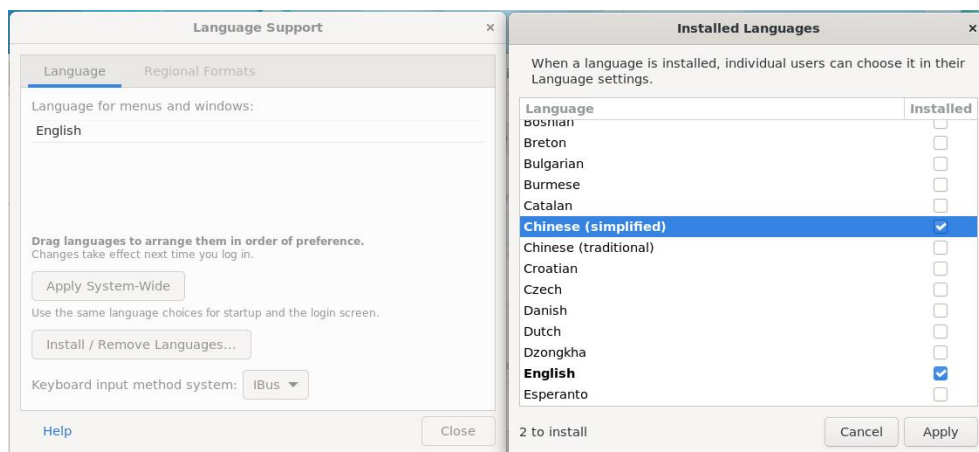 Language Support
Language
Regional Formats
Language for menus and windows:
English
Drag languages to arrange them in order of preference.
Changes take effect next time you log in.
Apply System-Wide
Use the same language choices for startup and the login screen.
Install / Remove Languages...
Keyboard input method system: IBus
Help
Close
Installed Languages
When a language is installed, individual users can choose it in their
Language settings.
Language Installed
Bosnian
Breton
Bulgarian
Burmese
Catalan
Chinese (simplified)
Chinese (traditional)
Croatian
Czech
Danish
Dutch
Dzongkha
English
Esperanto
2 to install
Cancel
Apply